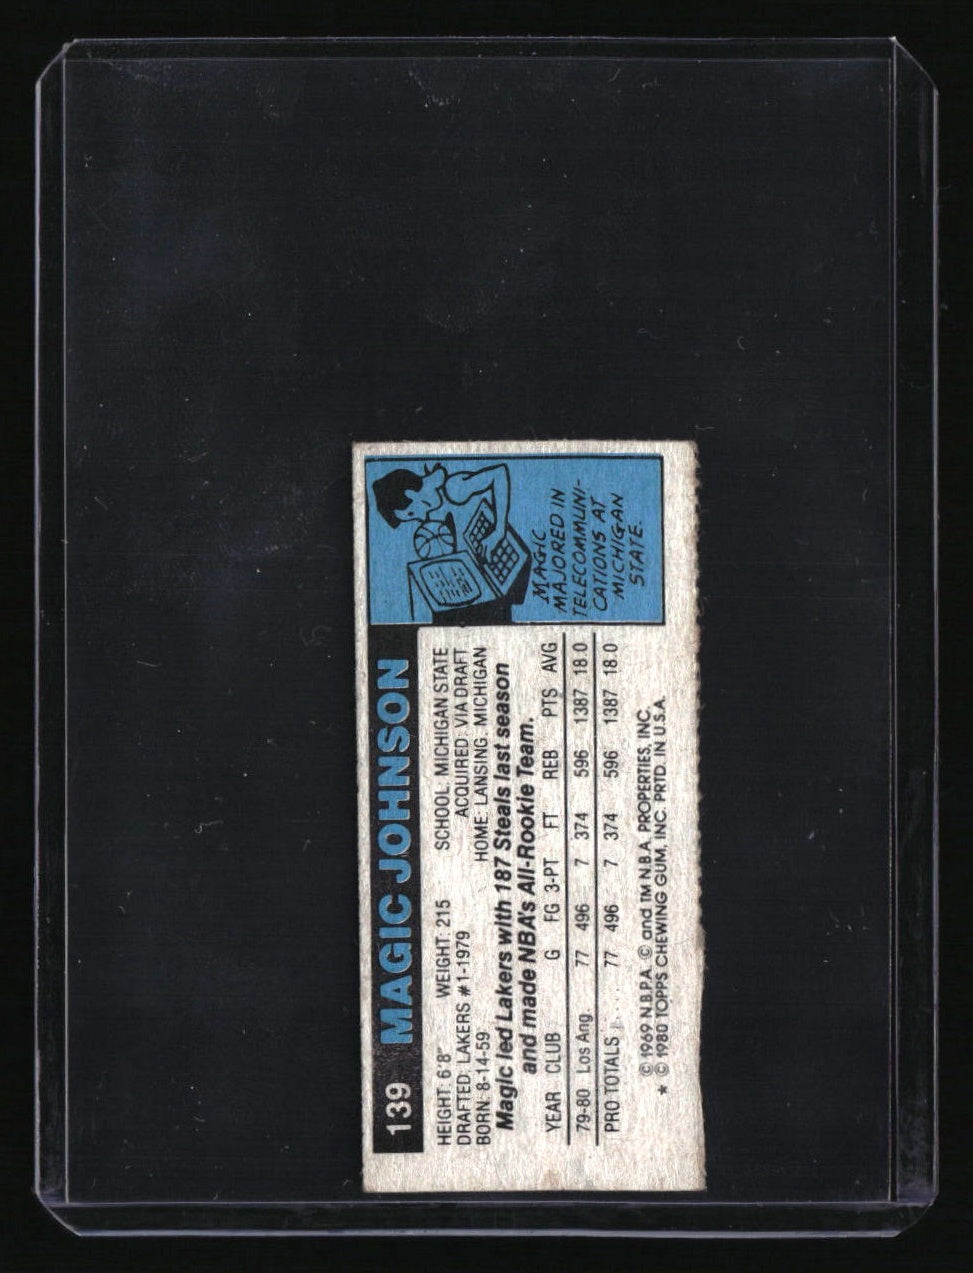 139 MAGIC JOHNSON
HEIGHT: 6'8" WEIGHT: 215 SCHOOL: MICHIGAN STATE
DRAFTED: LAKERS #1-1979 ACQUIRED: VIA DRAFT
BORN: 8-14-59 HOME: LANSING, MICHIGAN
Magic led Lakers with 187 Steals last season
and made NBA's All-Rookie Team.
YEAR CLUB G FG 3-PT FT REB PTS AVG
79-80 Los Ang 77 496 7 374 596 1387 18.0
PRO TOTALS 77 496 7 374 596 1387 18.0
© 1969 N.B.P.A. © and TM N.B.A. PROPERTIES, INC.
★ © 1980 TOPPS CHEWING GUM, INC. PRTD. IN U.S.A.
MAGIC
MAJORED IN
TELECOMMUNI-
CATIONS AT
MICHIGAN
STATE.